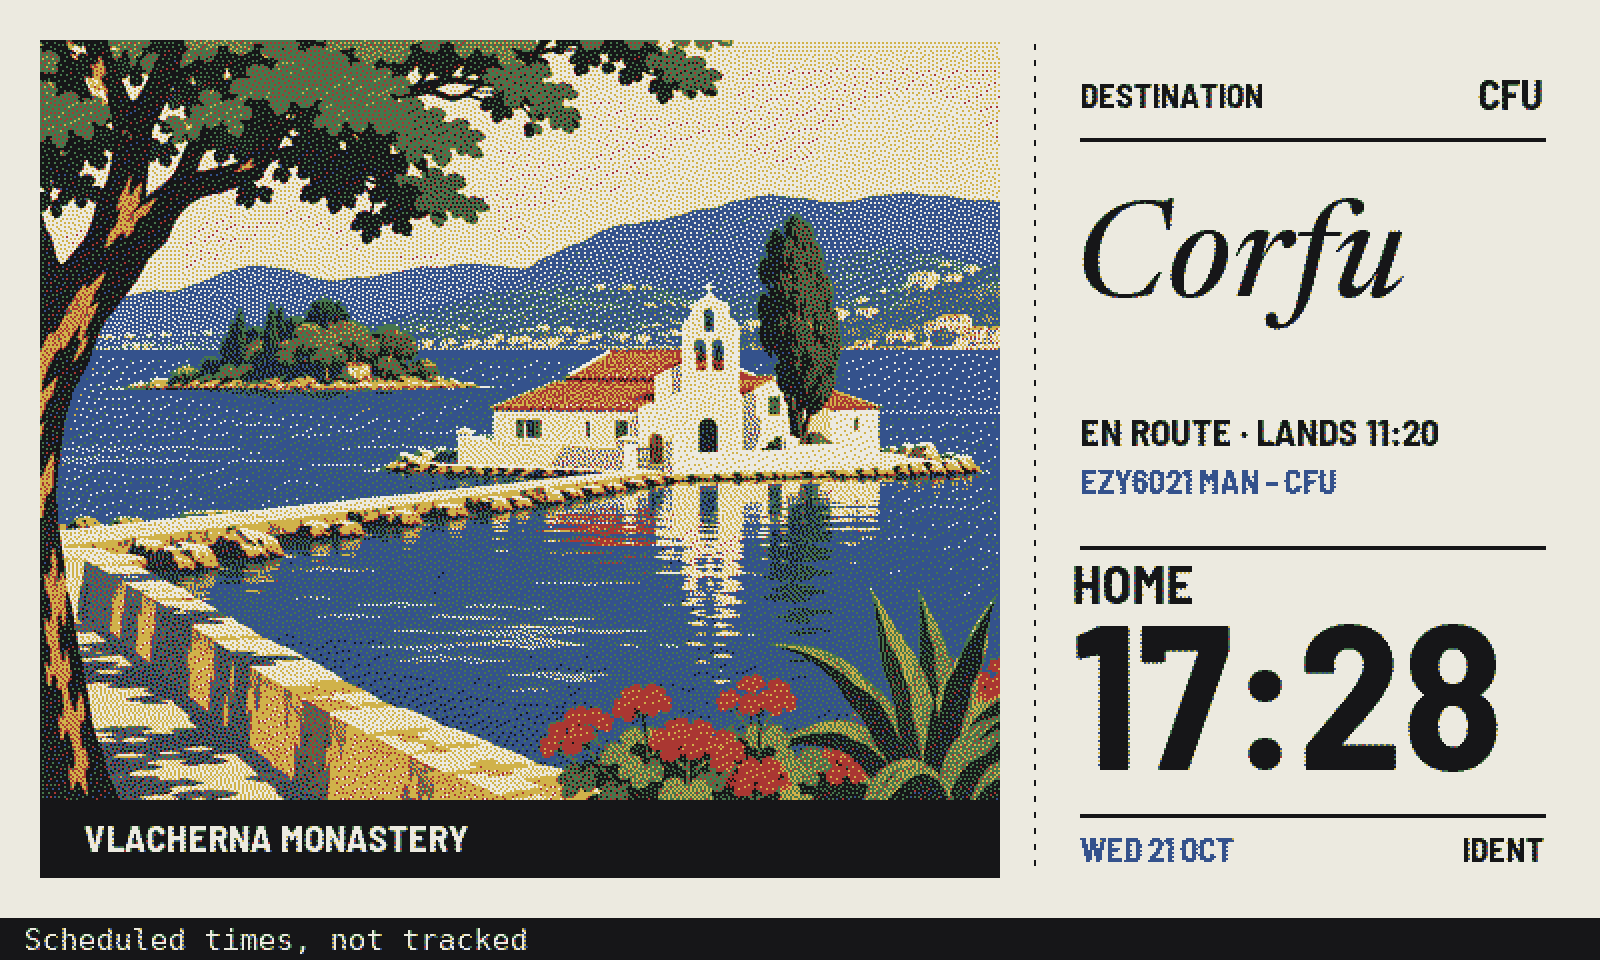 DESTINATION CFU
Corfu
EN ROUTE · LANDS 11:20
EZY6021 MAN – CFU
HOME
17:28
VLACHERNA MONASTERY
WED 21 OCT IDENT
Scheduled times, not tracked